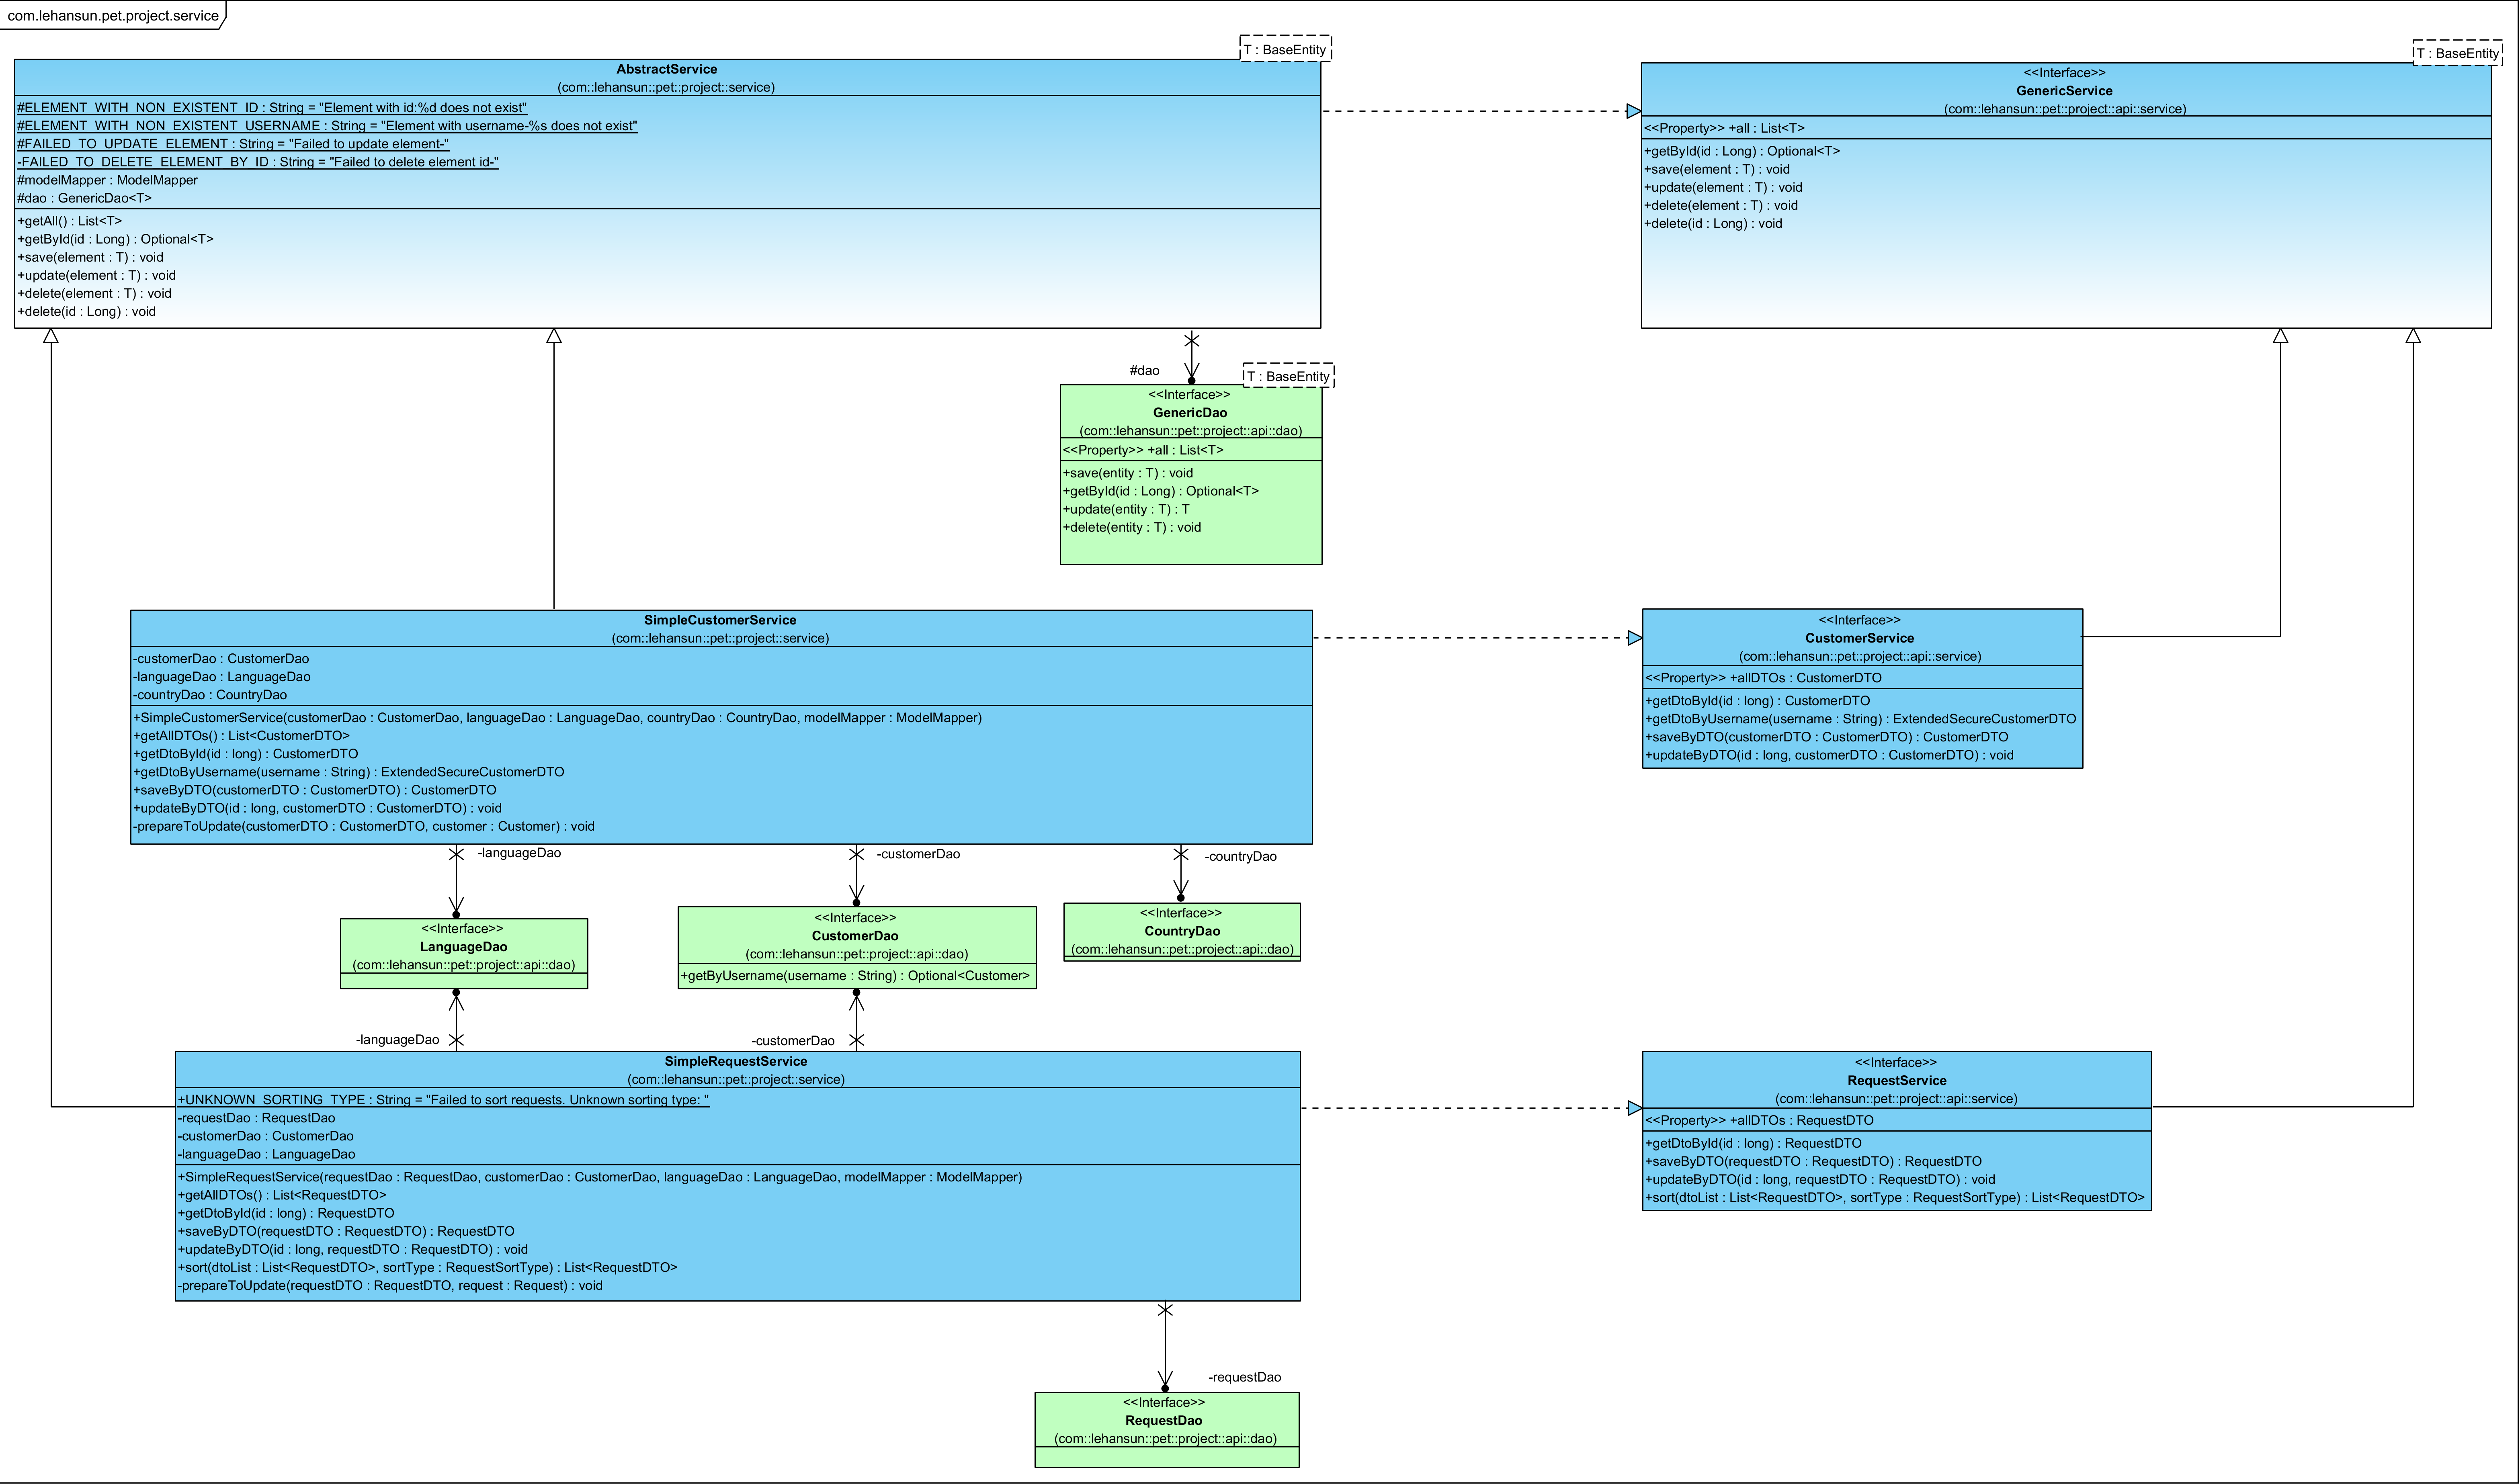 com.lehansun.pet.project.service
T : BaseEntity
AbstractService
(com::lehansun::pet::project::service)
#ELEMENT_WITH_NON_EXISTENT_ID : String = "Element with id:%d does not exist"
#ELEMENT_WITH_NON_EXISTENT_USERNAME : String = "Element with username-%s does not exist"
#FAILED_TO_UPDATE_ELEMENT : String = "Failed to update element-"
-FAILED_TO_DELETE_ELEMENT_BY_ID : String = "Failed to delete element id-"
#modelMapper : ModelMapper
#dao : GenericDao<T>
+getAll() : List<T>
+getById(id : Long) : Optional<T>
+save(element : T) : void
+update(element : T) : void
+delete(element : T) : void
+delete(id : Long) : void
T : BaseEntity
<<Interface>>
GenericService
(com::lehansun::pet::project::api::service)
<<Property>> +all : List<T>
+getById(id : Long) : Optional<T>
+save(element : T) : void
+update(element : T) : void
+delete(element : T) : void
+delete(id : Long) : void
#dao
T : BaseEntity
<<Interface>>
GenericDao
(com::lehansun::pet::project::api::dao)
<<Property>> +all : List<T>
+save(entity : T) : void
+getById(id : Long) : Optional<T>
+update(entity : T) : T
+delete(entity : T) : void
SimpleCustomerService
(com::lehansun::pet::project::service)
-customerDao : CustomerDao
-languageDao : LanguageDao
-countryDao : CountryDao
+SimpleCustomerService(customerDao : CustomerDao, languageDao : LanguageDao, countryDao : CountryDao, modelMapper : ModelMapper)
+getAllDTOs() : List<CustomerDTO>
+getDtoById(id : long) : CustomerDTO
+getDtoByUsername(username : String) : ExtendedSecureCustomerDTO
+saveByDTO(customerDTO : CustomerDTO) : CustomerDTO
+updateByDTO(id : long, customerDTO : CustomerDTO) : void
-prepareToUpdate(customerDTO : CustomerDTO, customer : Customer) : void
<<Interface>>
CustomerService
(com::lehansun::pet::project::api::service)
<<Property>> +allDTOs : CustomerDTO
+getDtoById(id : long) : CustomerDTO
+getDtoByUsername(username : String) : ExtendedSecureCustomerDTO
+saveByDTO(customerDTO : CustomerDTO) : CustomerDTO
+updateByDTO(id : long, customerDTO : CustomerDTO) : void
-languageDao
-customerDao
-countryDao
<<Interface>>
LanguageDao
(com::lehansun::pet::project::api::dao)
<<Interface>>
CustomerDao
(com::lehansun::pet::project::api::dao)
+getByUsername(username : String) : Optional<Customer>
<<Interface>>
CountryDao
(com::lehansun::pet::project::api::dao)
-languageDao
-customerDao
SimpleRequestService
(com::lehansun::pet::project::service)
+UNKNOWN_SORTING_TYPE : String = "Failed to sort requests. Unknown sorting type: "
-requestDao : RequestDao
-customerDao : CustomerDao
-languageDao : LanguageDao
+SimpleRequestService(requestDao : RequestDao, customerDao : CustomerDao, languageDao : LanguageDao, modelMapper : ModelMapper)
+getAllDTOs() : List<RequestDTO>
+getDtoById(id : long) : RequestDTO
+saveByDTO(requestDTO : RequestDTO) : RequestDTO
+updateByDTO(id : long, requestDTO : RequestDTO) : void
+sort(dtoList : List<RequestDTO>, sortType : RequestSortType) : List<RequestDTO>
-prepareToUpdate(requestDTO : RequestDTO, request : Request) : void
<<Interface>>
RequestService
(com::lehansun::pet::project::api::service)
<<Property>> +allDTOs : RequestDTO
+getDtoById(id : long) : RequestDTO
+saveByDTO(requestDTO : RequestDTO) : RequestDTO
+updateByDTO(id : long, requestDTO : RequestDTO) : void
+sort(dtoList : List<RequestDTO>, sortType : RequestSortType) : List<RequestDTO>
-requestDao
<<Interface>>
RequestDao
(com::lehansun::pet::project::api::dao)